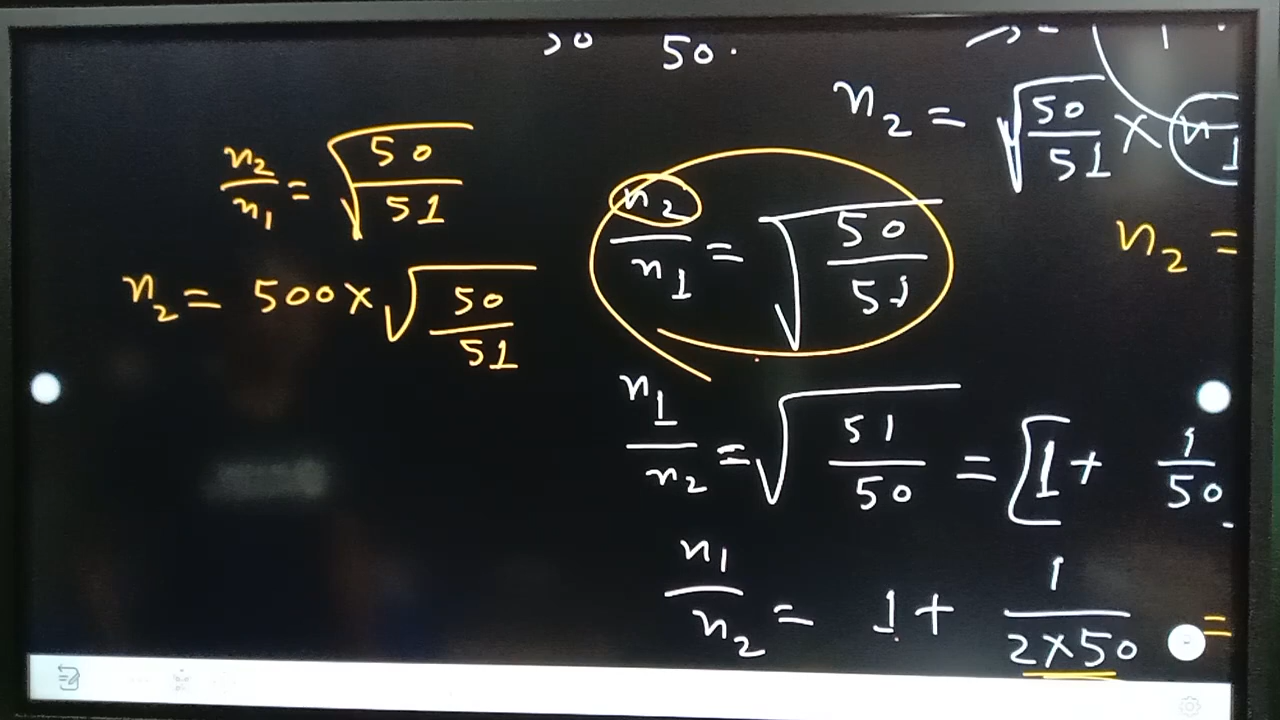 50.
n₂ = √(50/51) × n₁
n₂/n₁ = √(50/51)
n₂/n₁ = √(50/51)
n₂ =
n₂ = 500 × √(50/51)
n₁/n₂ = √(51/50) = [1 + 1/50
n₁/n₂ = 1 + 1/(2×50) =